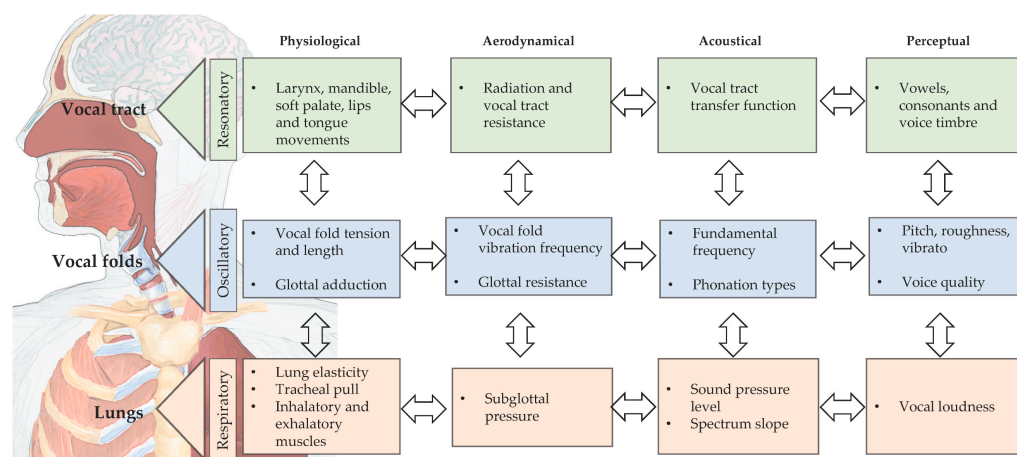 Physiological
Aerodynamical
Acoustical
Perceptual
Vocal tract
Resonatory
• Larynx, mandible,
soft palate, lips
and tongue
movements
• Radiation and
vocal tract
resistance
• Vocal tract
transfer function
• Vowels,
consonants and
voice timbre
Vocal folds
Oscillatory
• Vocal fold tension
and length
• Glottal adduction
• Vocal fold
vibration frequency
• Glottal resistance
• Fundamental
frequency
• Phonation types
• Pitch, roughness,
vibrato
• Voice quality
Lungs
Respiratory
• Lung elasticity
• Tracheal pull
• Inhalatory and
exhalatory
muscles
• Subglottal
pressure
• Sound pressure
level
• Spectrum slope
• Vocal loudness